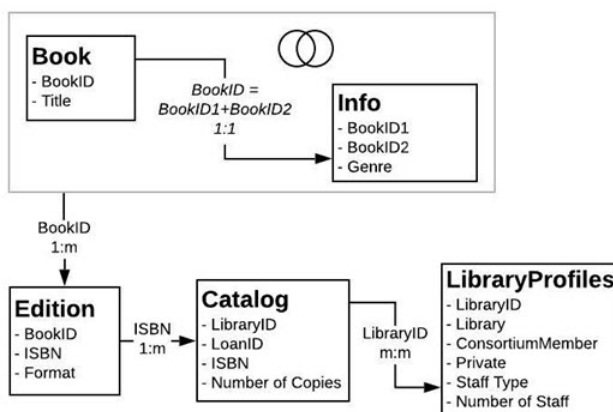 Book
- BookID
- Title
BookID =
BookID1+BookID2
1:1
Info
- BookID1
- BookID2
- Genre
BookID
1:m
Edition
- BookID
- ISBN
- Format
ISBN
1:m
Catalog
- LibraryID
- LoanID
- ISBN
- Number of Copies
LibraryID
m:m
LibraryProfiles
- LibraryID
- Library
- ConsortiumMember
- Private
- Staff Type
- Number of Staff